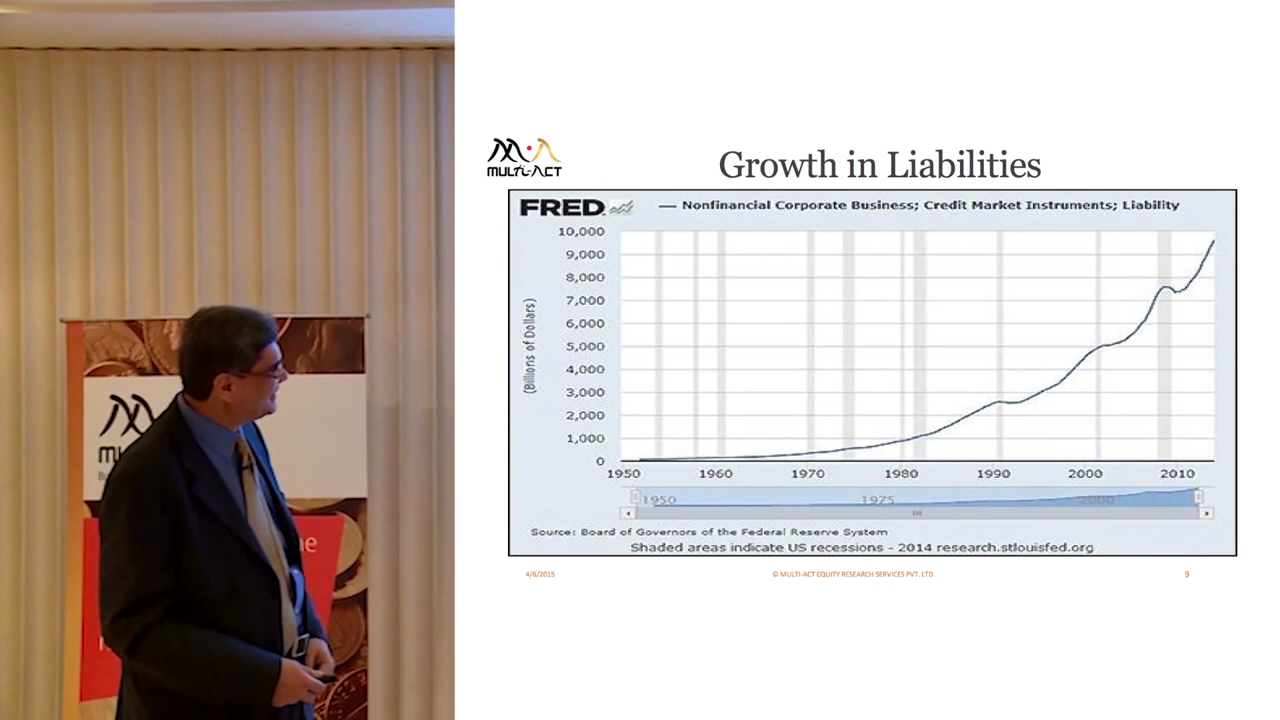 MULTI-ACT
Growth in Liabilities
FRED
Nonfinancial Corporate Business; Credit Market Instruments; Liability
(Billions of Dollars)
10,000
9,000
8,000
7,000
6,000
5,000
4,000
3,000
2,000
1,000
0
1950 1960 1970 1980 1990 2000 2010
1950 1975 2000
Source: Board of Governors of the Federal Reserve System
Shaded areas indicate US recessions - 2014 research.stlouisfed.org
4/6/2015 © MULTI-ACT EQUITY RESEARCH SERVICES PVT. LTD. 9